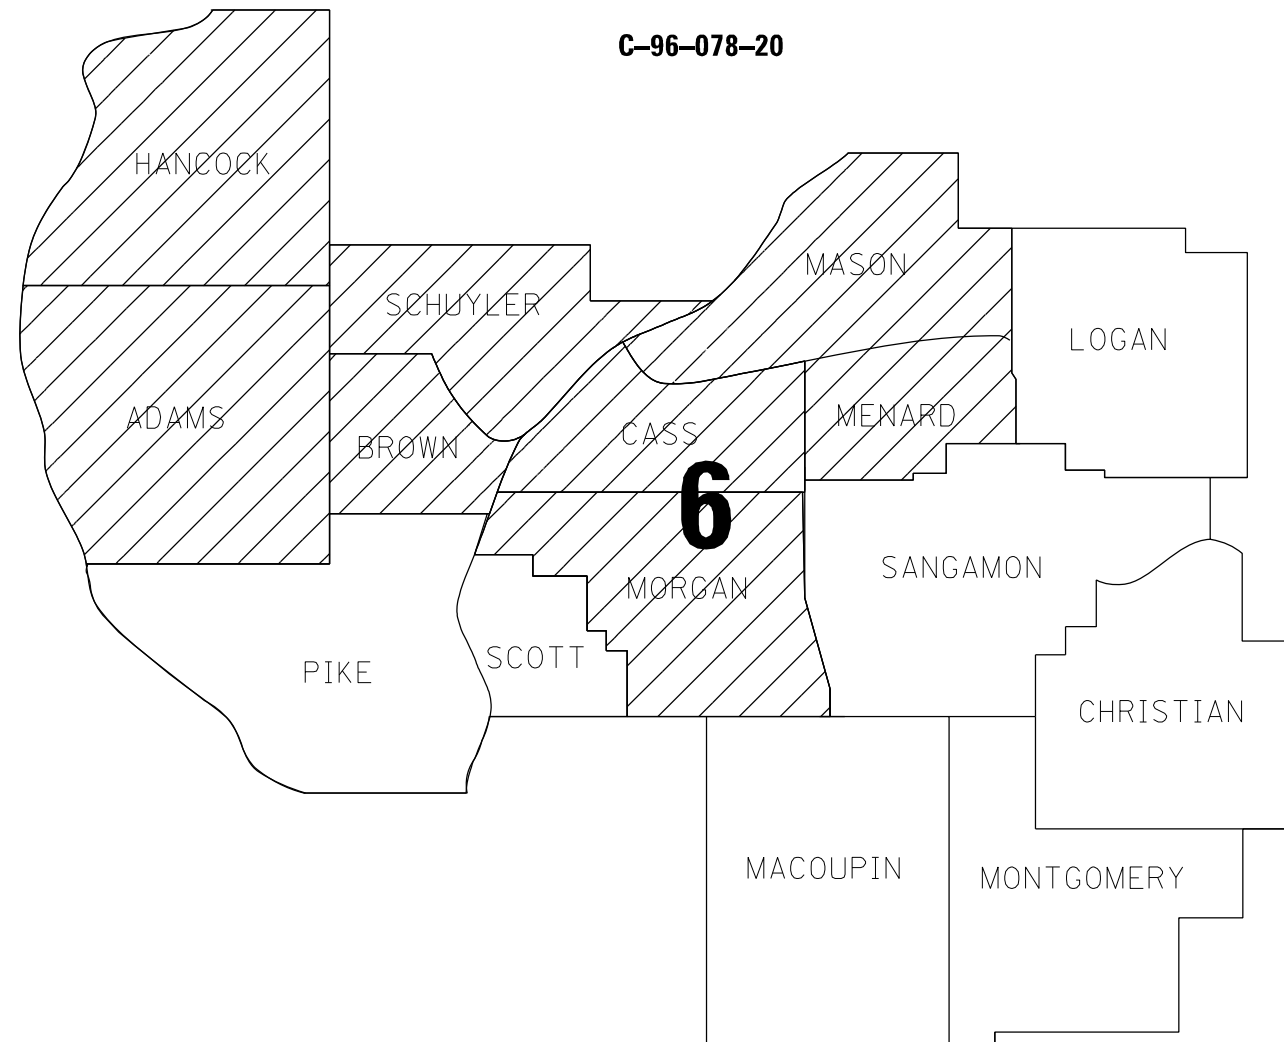 C–96–078–20
HANCOCK
MASON
SCHUYLER
LOGAN
ADAMS
MENARD
CASS
BROWN
6
SANGAMON
MORGAN
SCOTT
PIKE
CHRISTIAN
MACOUPIN
MONTGOMERY